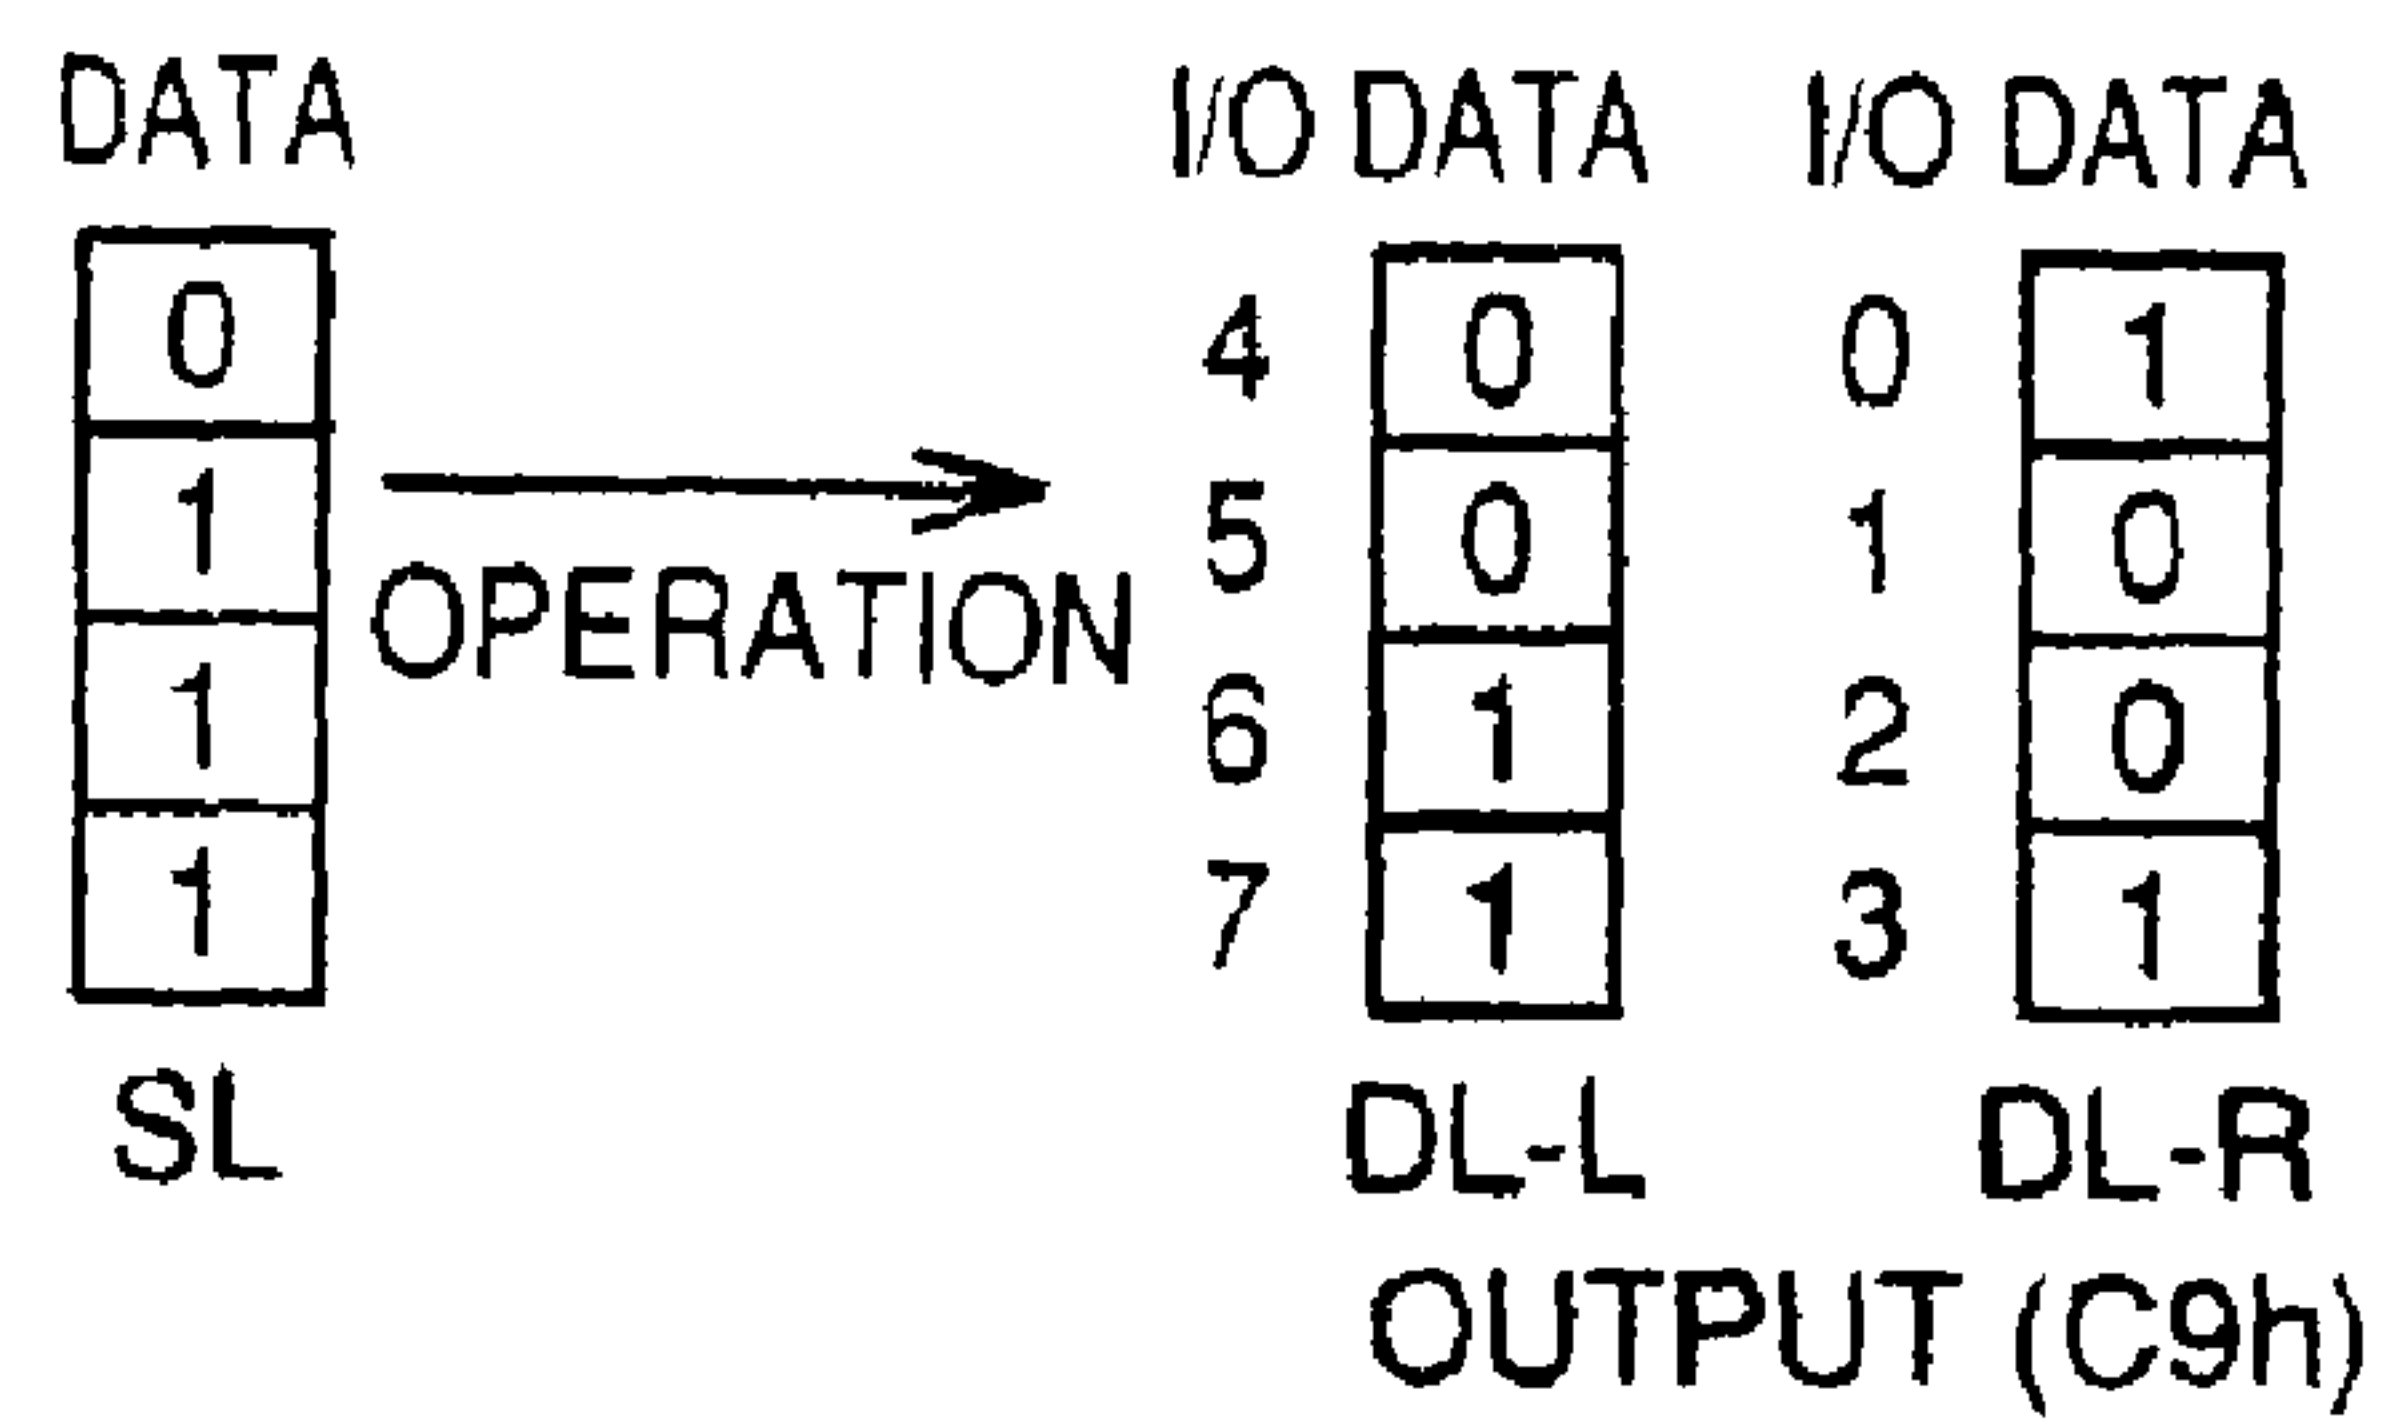 DATA I/O DATA I/O DATA
0 4 0 0 1
1 5 0 1 0
OPERATION
1 6 1 2 0
1 7 1 3 1
SL DL-L DL-R
OUTPUT (C9h)